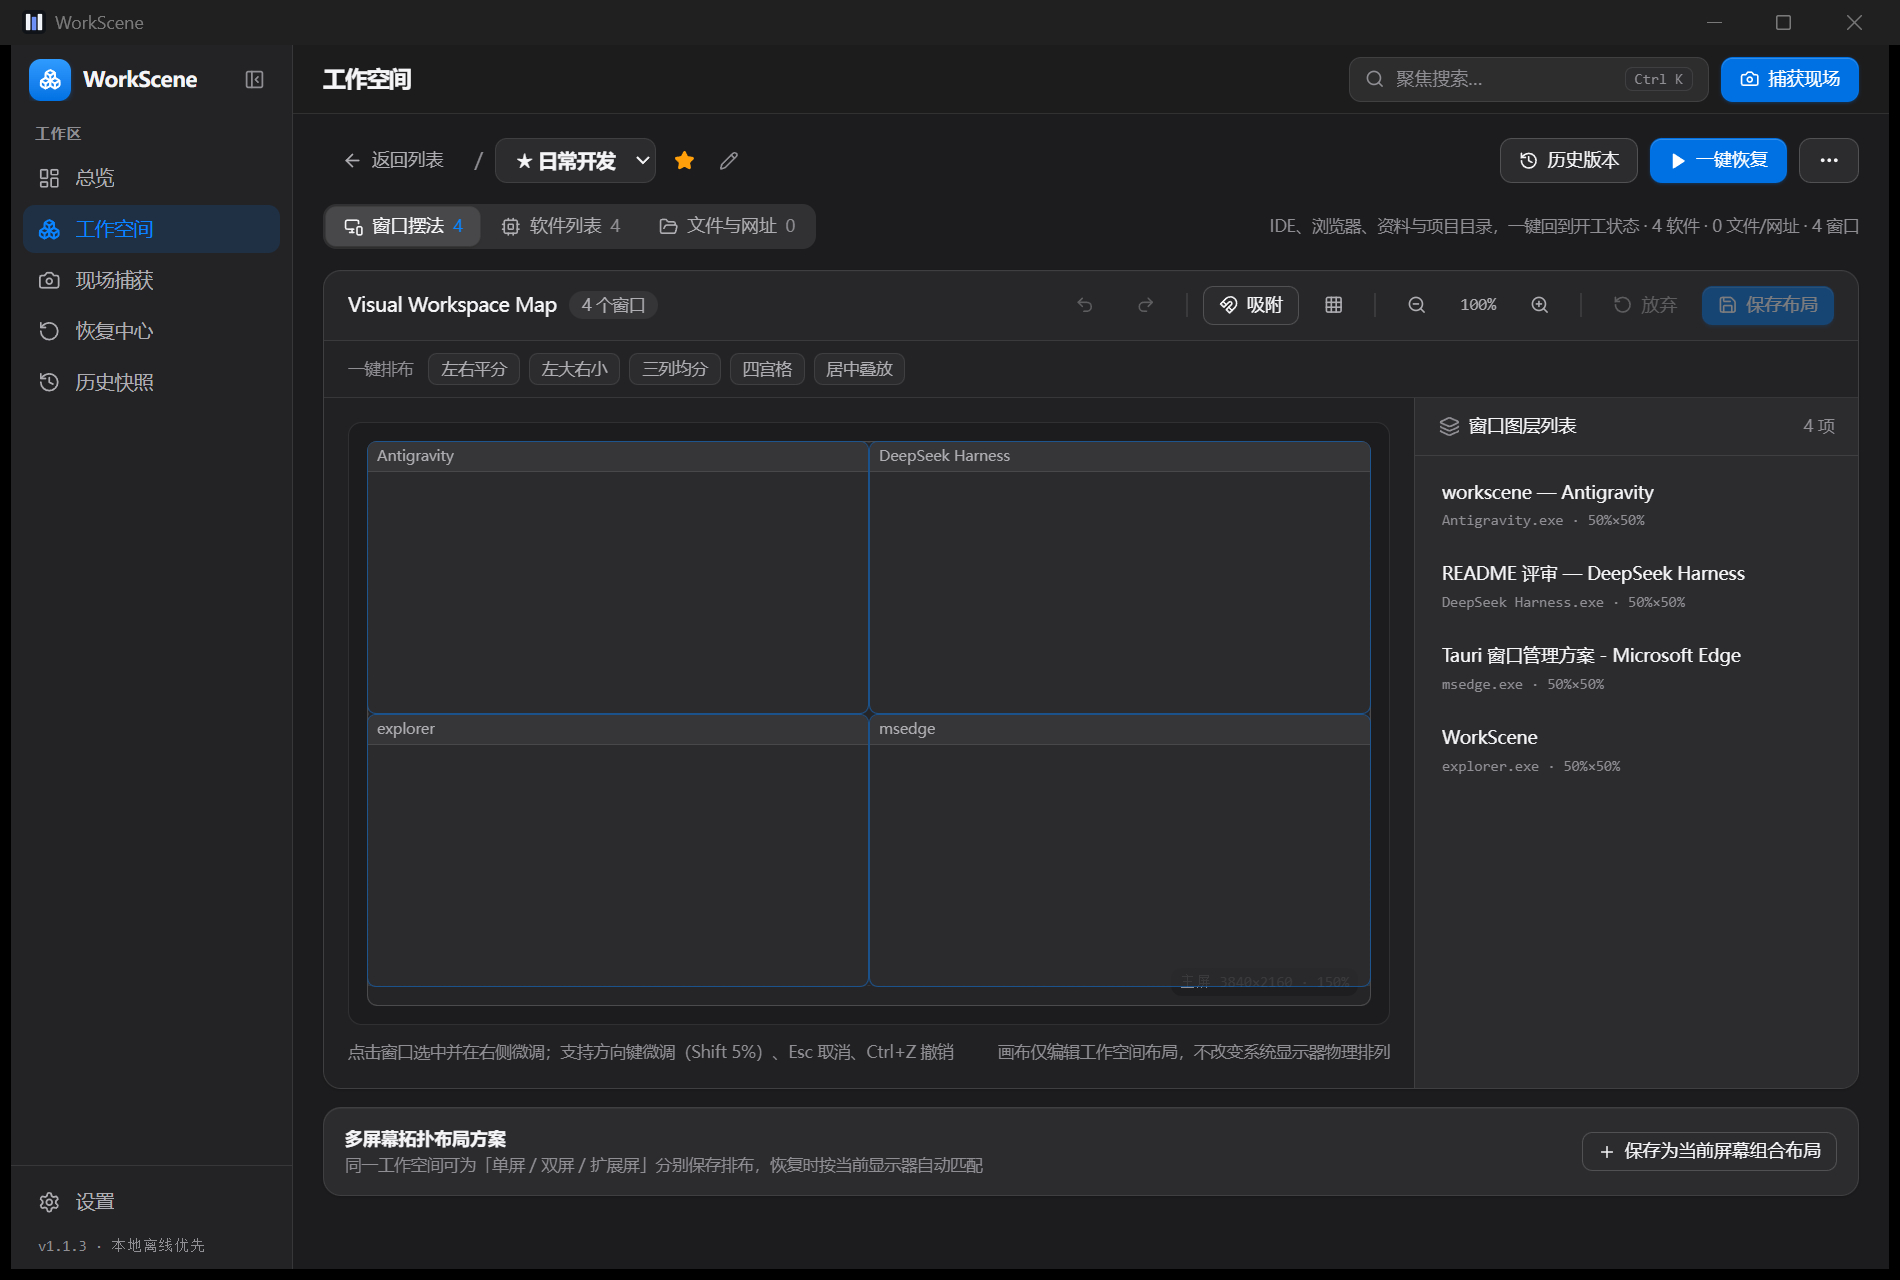 WorkScene
WorkScene
工作区
总览
工作空间
现场捕获
恢复中心
历史快照
设置
v1.1.3 · 本地离线优先
工作空间
聚焦搜索...
Ctrl K
捕获现场
返回列表 / ★ 日常开发
历史版本
一键恢复
窗口摆法 4
软件列表 4
文件与网址 0
IDE、浏览器、资料与项目目录，一键回到开工状态 · 4 软件 · 0 文件/网址 · 4 窗口
Visual Workspace Map
4 个窗口
吸附
100%
放弃
保存布局
一键排布
左右平分
左大右小
三列均分
四宫格
居中叠放
Antigravity
DeepSeek Harness
explorer
msedge
主屏 3840×2160 · 150%
点击窗口选中并在右侧微调；支持方向键微调（Shift 5%）、Esc 取消、Ctrl+Z 撤销
画布仅编辑工作空间布局，不改变系统显示器物理排列
窗口图层列表
4 项
workscene — Antigravity
Antigravity.exe · 50%×50%
README 评审 — DeepSeek Harness
DeepSeek Harness.exe · 50%×50%
Tauri 窗口管理方案 - Microsoft Edge
msedge.exe · 50%×50%
WorkScene
explorer.exe · 50%×50%
多屏幕拓扑布局方案
同一工作空间可为「单屏 / 双屏 / 扩展屏」分别保存排布，恢复时按当前显示器自动匹配
保存为当前屏幕组合布局